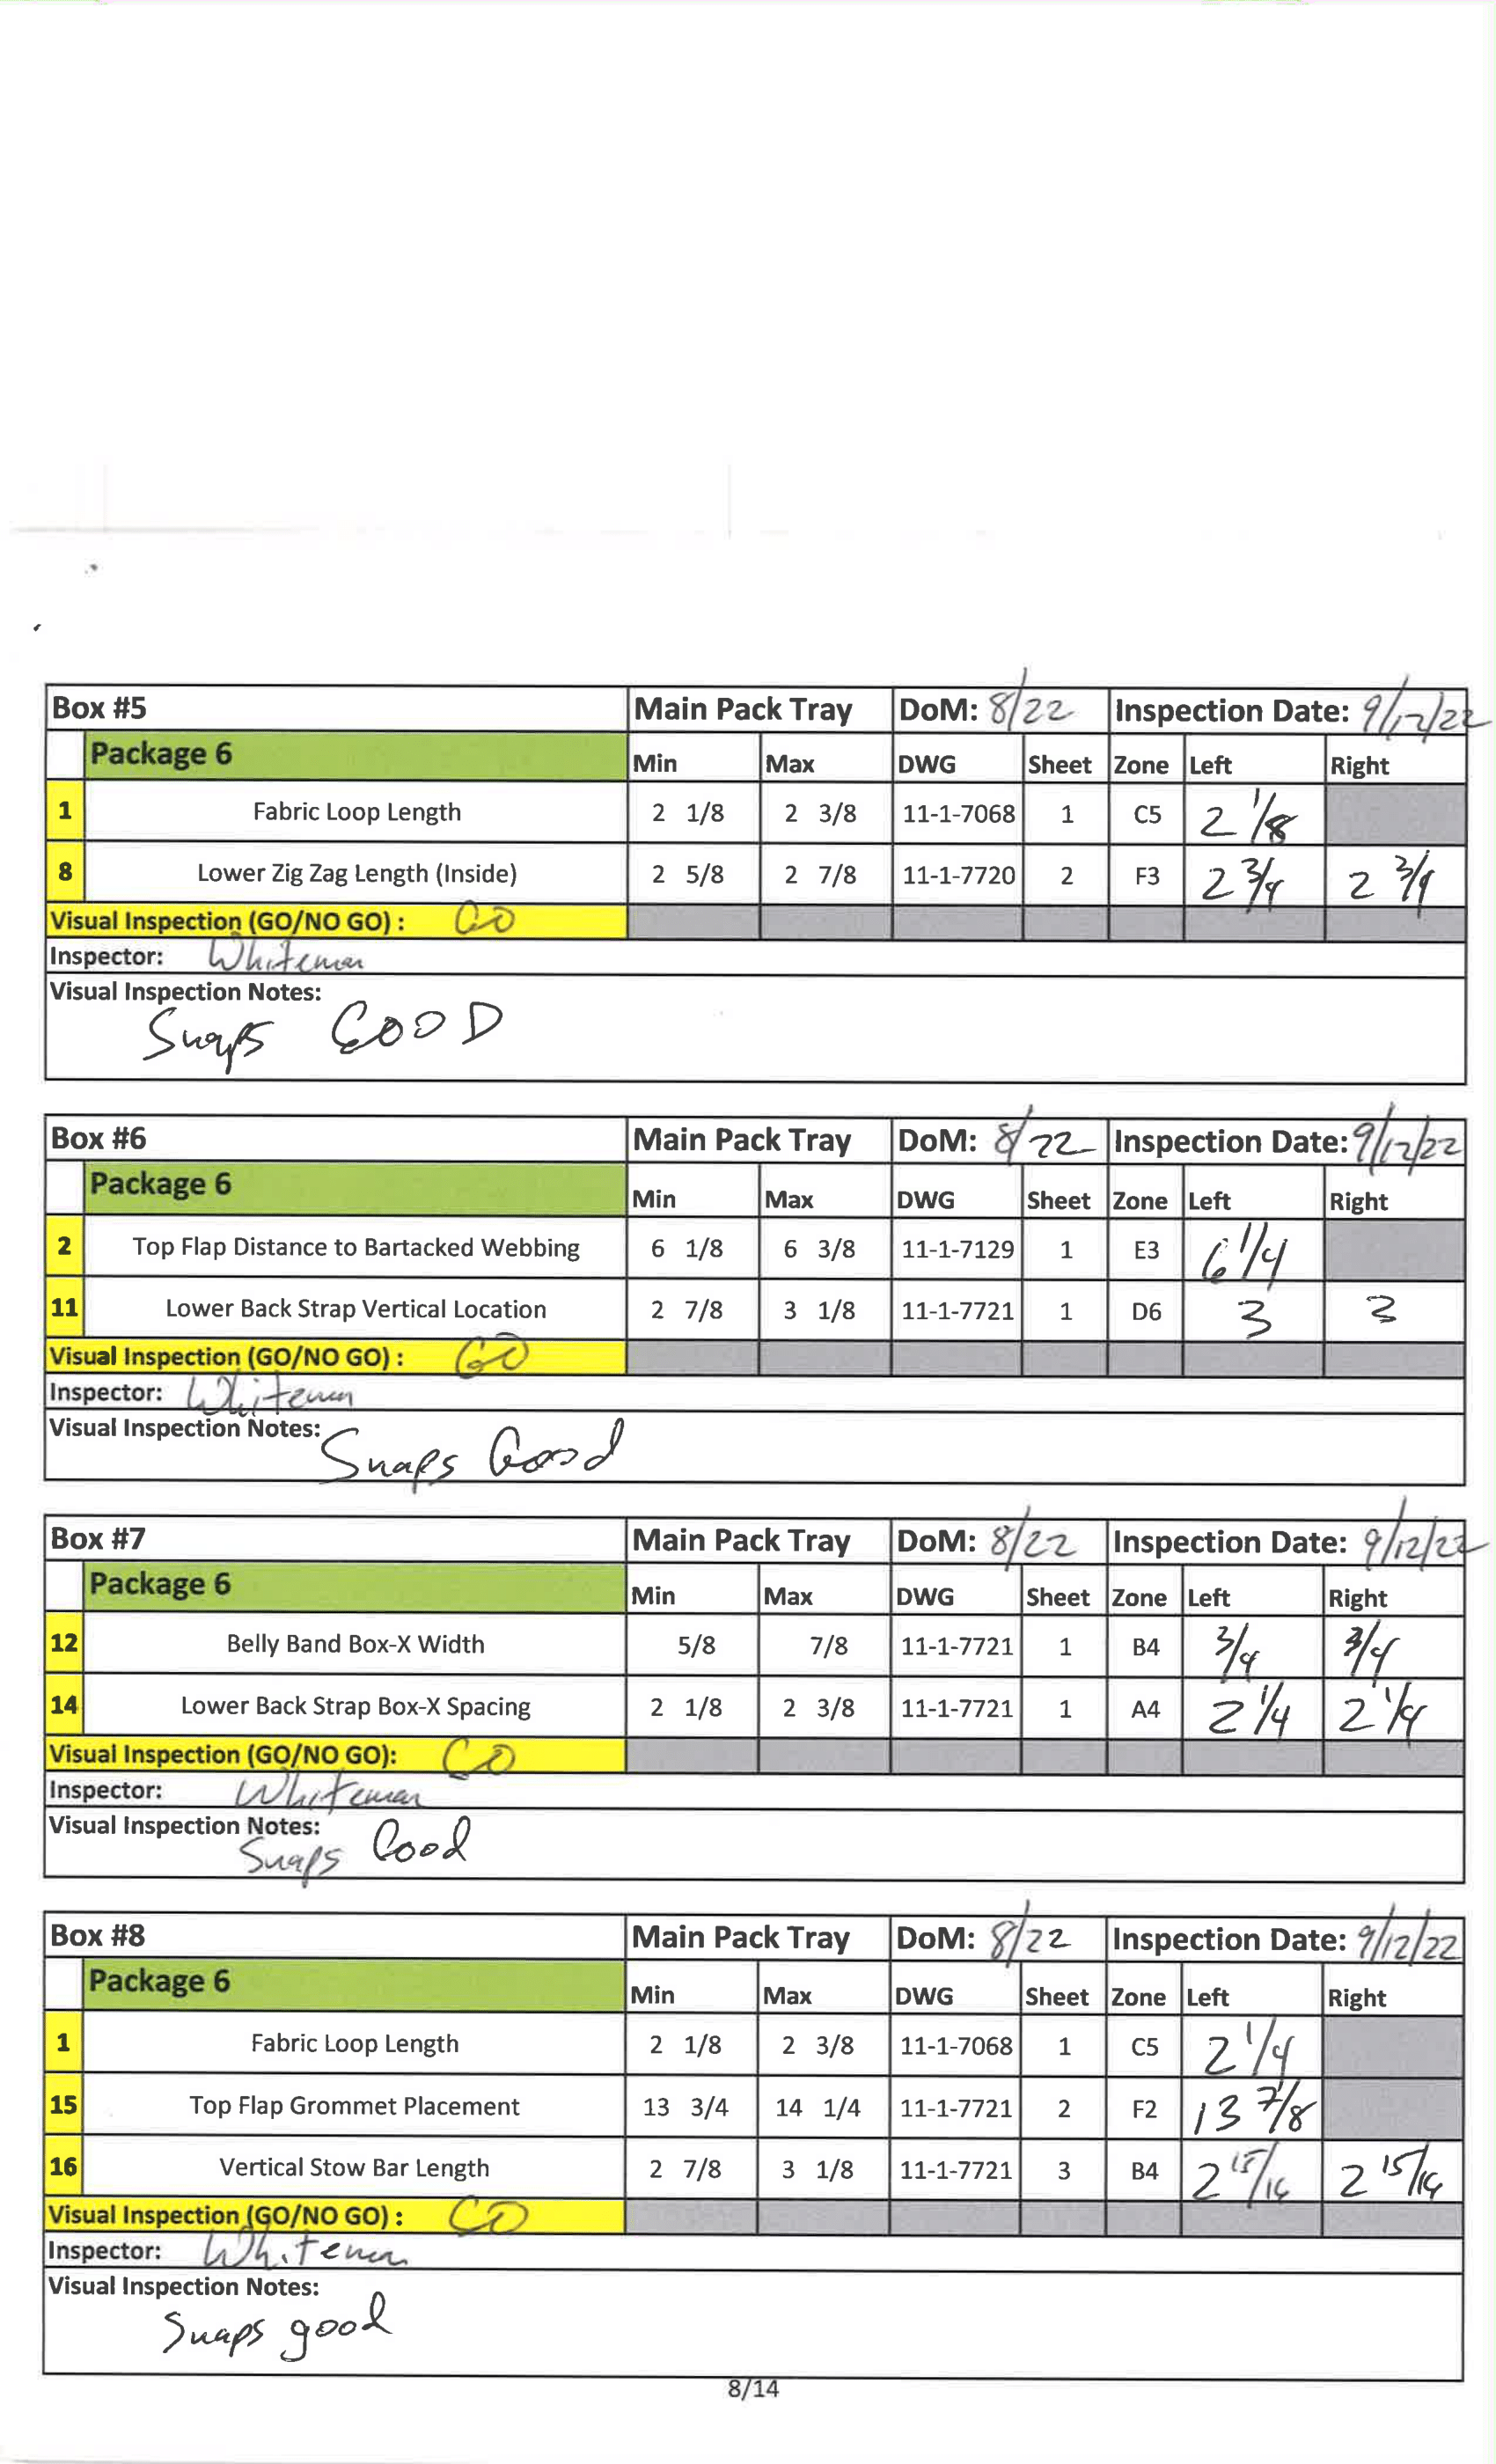 Box #5 Main Pack Tray DoM: 8/22 Inspection Date: 9/12/22
Package 6 Min Max DWG Sheet Zone Left Right
1 Fabric Loop Length 2 1/8 2 3/8 11-1-7068 1 C5 2 1/8
8 Lower Zig Zag Length (Inside) 2 5/8 2 7/8 11-1-7720 2 F3 2 3/4 2 3/4
Visual Inspection (GO/NO GO) : GO
Inspector: Whiteman
Visual Inspection Notes:
Snaps GOOD
Box #6 Main Pack Tray DoM: 8/22 Inspection Date: 9/12/22
Package 6 Min Max DWG Sheet Zone Left Right
2 Top Flap Distance to Bartacked Webbing 6 1/8 6 3/8 11-1-7129 1 E3 6 1/4
11 Lower Back Strap Vertical Location 2 7/8 3 1/8 11-1-7721 1 D6 3 3
Visual Inspection (GO/NO GO) : GO
Inspector: Whiteman
Visual Inspection Notes: Snaps Good
Box #7 Main Pack Tray DoM: 8/22 Inspection Date: 9/12/22
Package 6 Min Max DWG Sheet Zone Left Right
12 Belly Band Box-X Width 5/8 7/8 11-1-7721 1 B4 3/4 3/4
14 Lower Back Strap Box-X Spacing 2 1/8 2 3/8 11-1-7721 1 A4 2 1/4 2 1/4
Visual Inspection (GO/NO GO): GO
Inspector: Whiteman
Visual Inspection Notes:
Snaps Good
Box #8 Main Pack Tray DoM: 8/22 Inspection Date: 9/12/22
Package 6 Min Max DWG Sheet Zone Left Right
1 Fabric Loop Length 2 1/8 2 3/8 11-1-7068 1 C5 2 1/4
15 Top Flap Grommet Placement 13 3/4 14 1/4 11-1-7721 2 F2 13 7/8
16 Vertical Stow Bar Length 2 7/8 3 1/8 11-1-7721 3 B4 2 15/16 2 15/16
Visual Inspection (GO/NO GO) : GO
Inspector: Whiteman
Visual Inspection Notes:
Snaps good
8/14